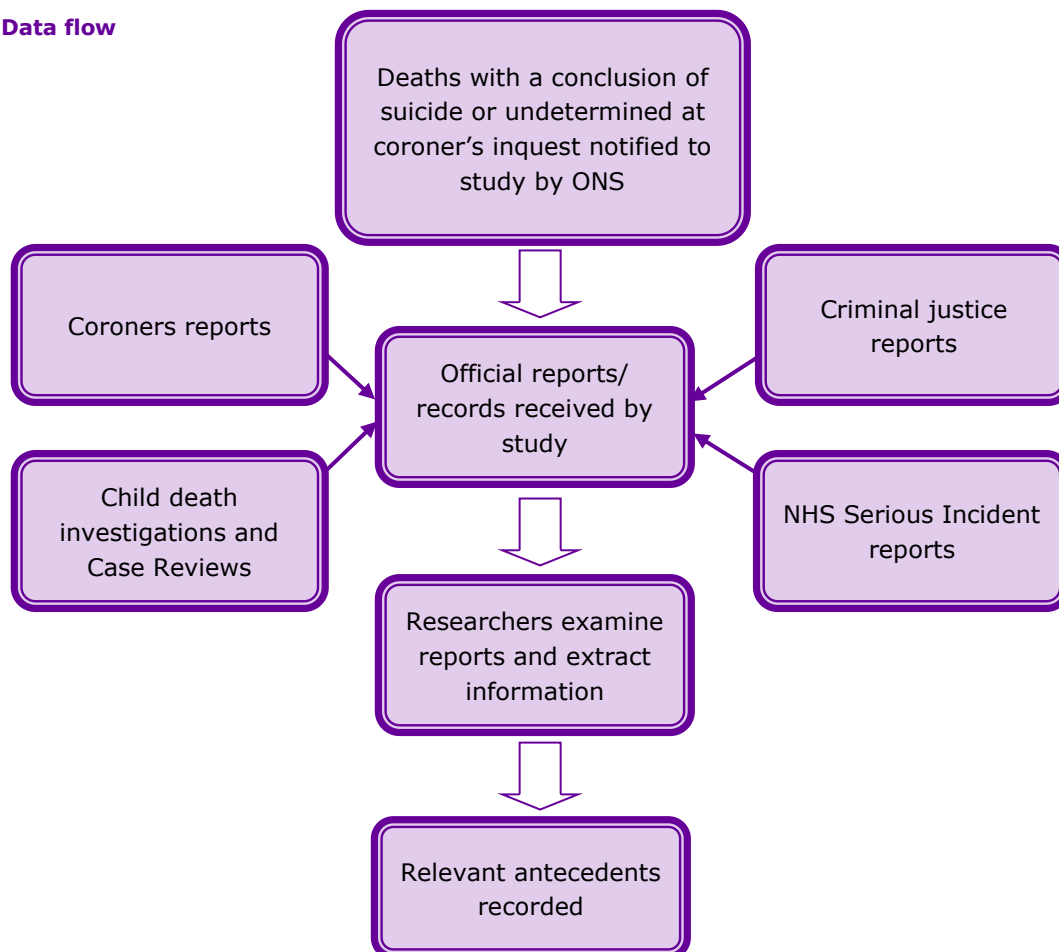 Data flow
Deaths with a conclusion of
suicide or undetermined at
coroner’s inquest notified to
study by ONS
Coroners reports
Criminal justice
reports
Official reports/
records received by
study
Child death
investigations and
Case Reviews
NHS Serious Incident
reports
Researchers examine
reports and extract
information
Relevant antecedents
recorded